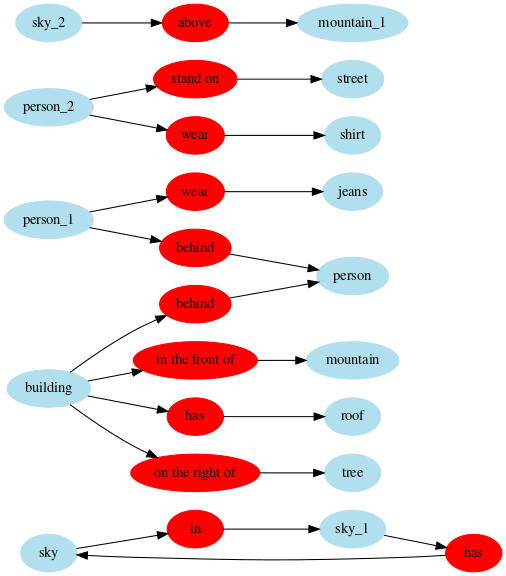 sky_2
above
mountain_1
stand on
street
person_2
wear
shirt
wear
jeans
person_1
behind
person
behind
in the front of
mountain
building
has
roof
on the right of
tree
in
sky_1
sky
has